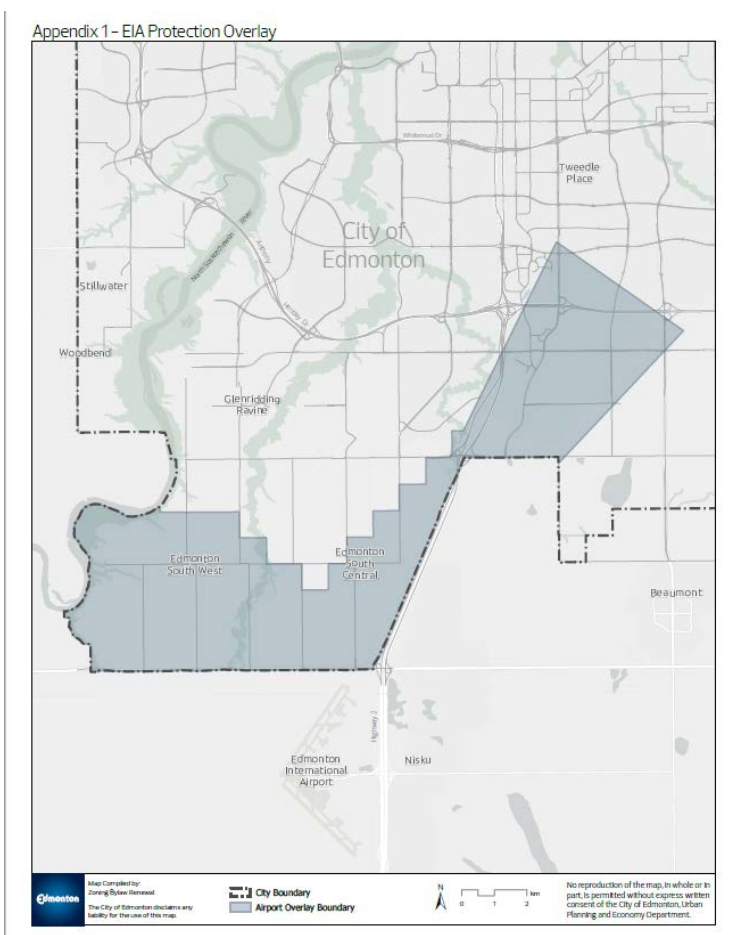 Appendix 1 - EIA Protection Overlay
Whitemud Dr
Tweedle
Place
City of
Edmonton
North Saskatchewan River
Anthony
Henday Dr
Stillwater
Woodbend
Glenridding
Ravine
Edmonton
South West
Edmonton
South
Central
Beaumont
Highway 2
Edmonton
International
Airport
Nisku
Edmonton
Map Compiled by:
Zoning Bylaw Renewal
The City of Edmonton disclaims any
liability for the use of this map.
City Boundary
Airport Overlay Boundary
N
0 1 2 km
No reproduction of the map, in whole or in
part, is permitted without express written
consent of the City of Edmonton, Urban
Planning and Economy Department.